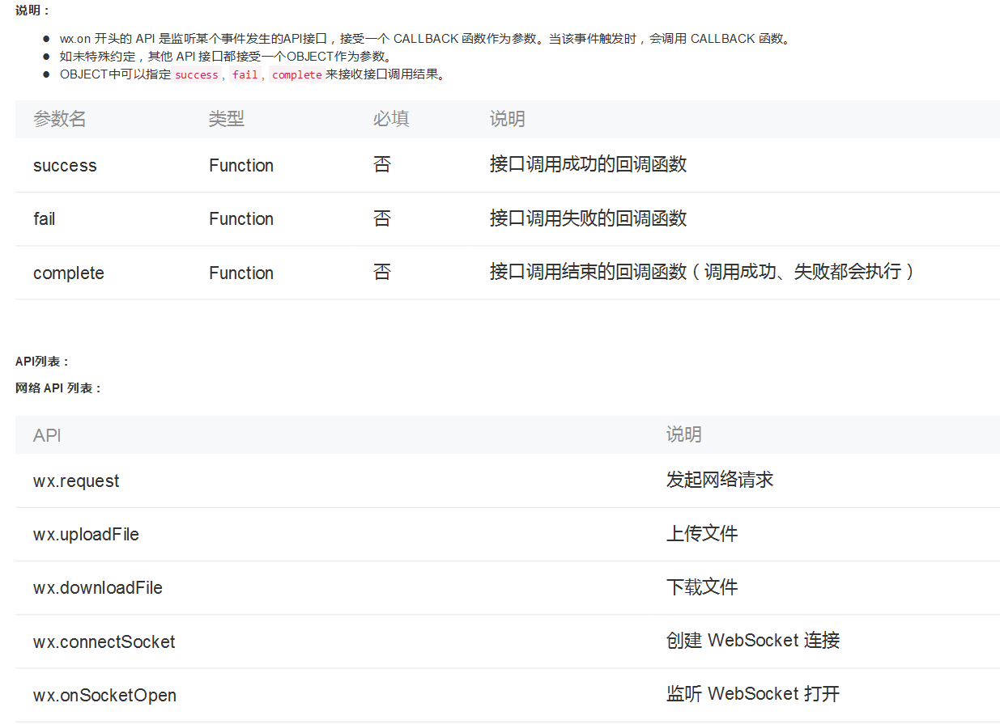 说明：
wx.on 开头的 API 是监听某个事件发生的API接口，接受一个 CALLBACK 函数作为参数。当该事件触发时，会调用 CALLBACK 函数。
如未特殊约定，其他 API 接口都接受一个OBJECT作为参数。
OBJECT中可以指定 success, fail, complete 来接收接口调用结果。
参数名 类型 必填 说明
success Function 否 接口调用成功的回调函数
fail Function 否 接口调用失败的回调函数
complete Function 否 接口调用结束的回调函数（调用成功、失败都会执行）
API列表：
网络 API 列表：
API 说明
wx.request 发起网络请求
wx.uploadFile 上传文件
wx.downloadFile 下载文件
wx.connectSocket 创建 WebSocket 连接
wx.onSocketOpen 监听 WebSocket 打开